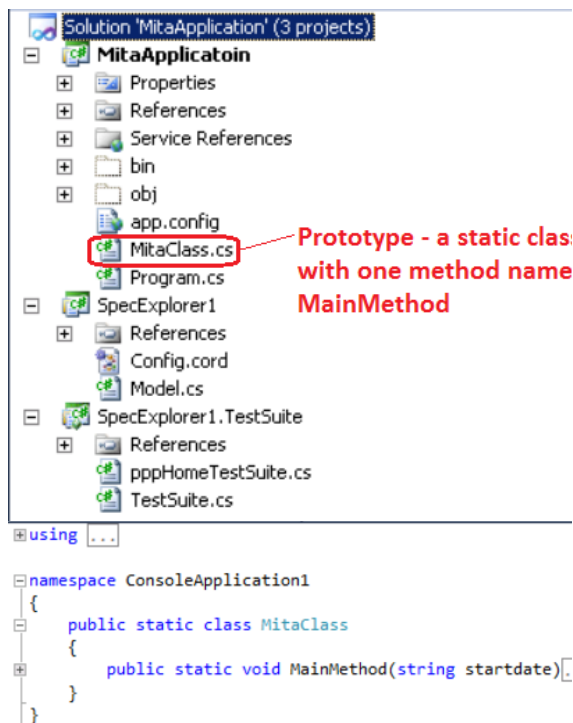 Solution 'MitaApplication' (3 projects)
MitaApplicatoin
Properties
References
Service References
bin
obj
app.config
MitaClass.cs
Program.cs
Prototype - a static class
with one method name
MainMethod
SpecExplorer1
References
Config.cord
Model.cs
SpecExplorer1.TestSuite
References
pppHomeTestSuite.cs
TestSuite.cs
using ...
namespace ConsoleApplication1
{
public static class MitaClass
{
public static void MainMethod(string startdate)
}
}